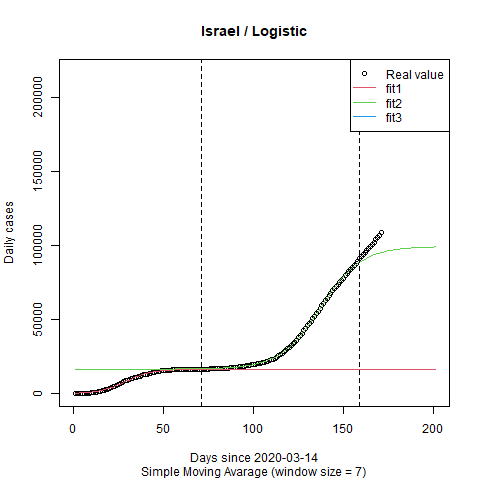 Israel / Logistic
Real value
fit1
fit2
fit3
200000
150000
100000
50000
0
Daily cases
0 50 100 150 200
Days since 2020-03-14
Simple Moving Avarage (window size = 7)